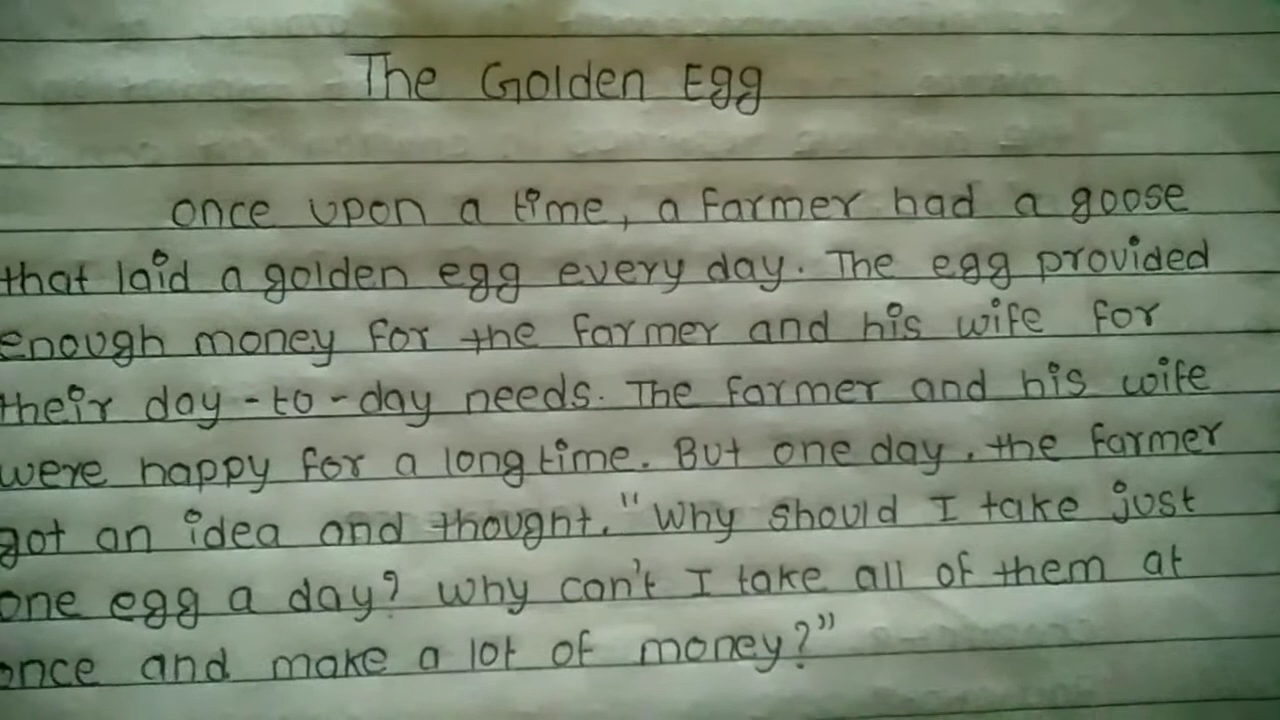 The Golden Egg
once upon a time, a farmer had a goose
that laid a golden egg every day. The egg provided
enough money for the farmer and his wife for
their day-to-day needs. The farmer and his wife
were happy for a long time. But one day, the farmer
got an idea and thought, "Why should I take just
one egg a day? Why can't I take all of them at
once and make a lot of money?"